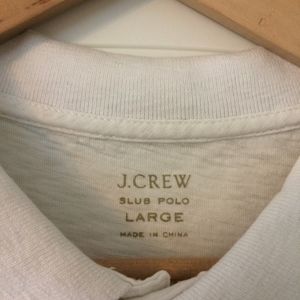 J.CREW
SLUB POLO
LARGE
MADE IN CHINA